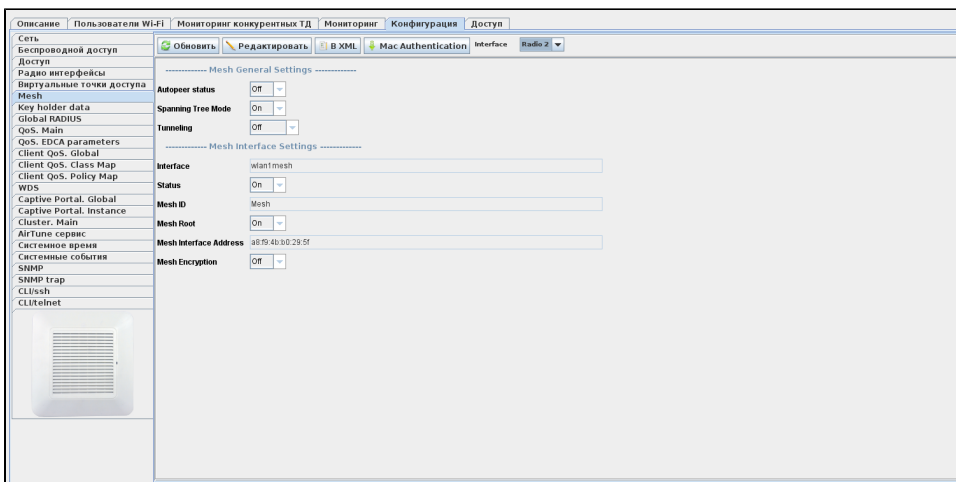 Описание Пользователи Wi-Fi Мониторинг конкурентных ТД Мониторинг Конфигурация Доступ
Сеть
Беспроводной доступ
Доступ
Радио интерфейсы
Виртуальные точки доступа
Mesh
Key holder data
Global RADIUS
QoS. Main
QoS. EDCA parameters
Client QoS. Global
Client QoS. Class Map
Client QoS. Policy Map
WDS
Captive Portal. Global
Captive Portal. Instance
Cluster. Main
AirTune сервис
Системное время
Системные события
SNMP
SNMP trap
CLI/ssh
CLI/telnet
Обновить Редактировать В XML Mac Authentication Interface Radio 2
------------- Mesh General Settings -------------
Autopeer status Off
Spanning Tree Mode On
Tunneling Off
------------- Mesh Interface Settings -------------
Interface wlan1mesh
Status On
Mesh ID Mesh
Mesh Root On
Mesh Interface Address a8:f9:4b:b0:29:5f
Mesh Encryption Off